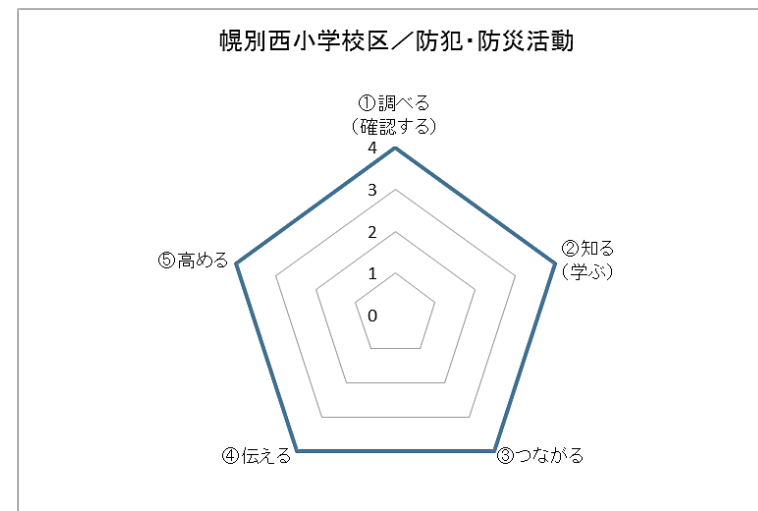 幌別西小学校区／防犯・防災活動
①調べる
（確認する）
4
3
2
1
0
②知る
（学ぶ）
⑤高める
④伝える
③つながる